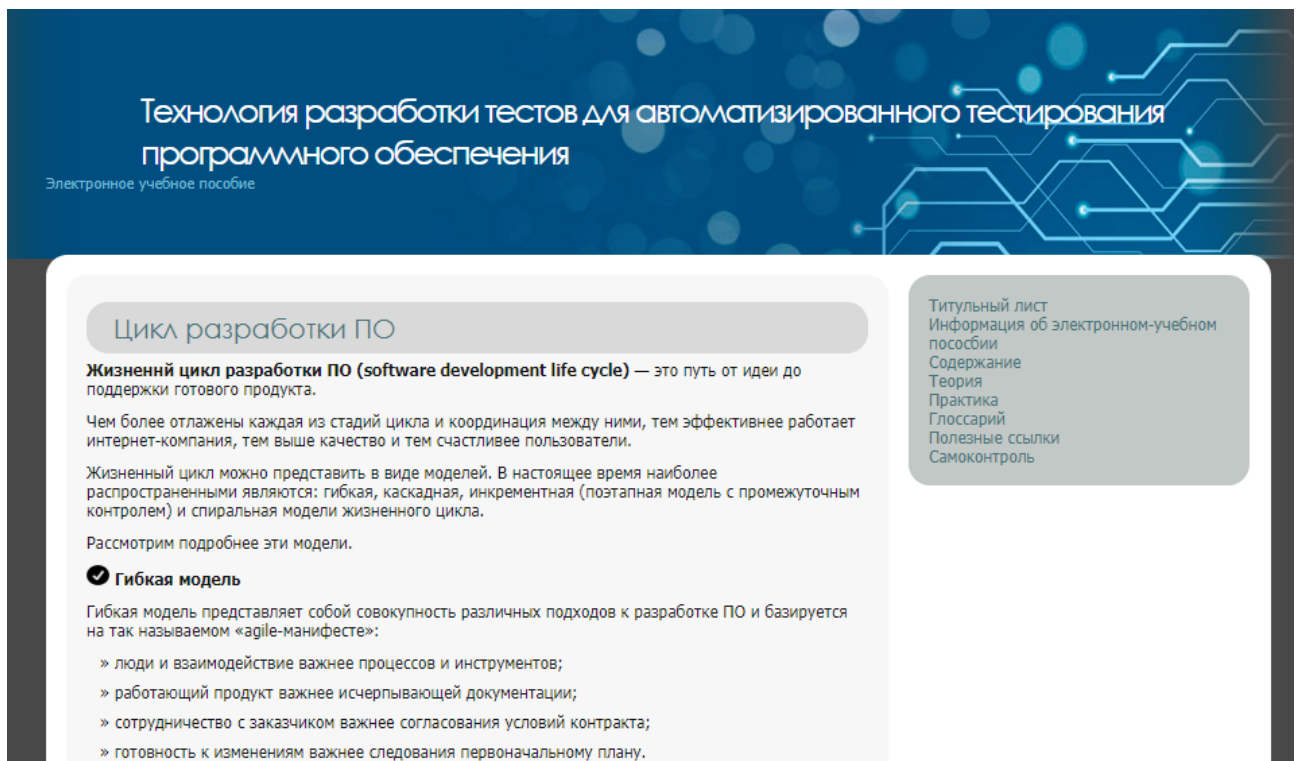 Технология разработки тестов для автоматизированного тестирования
программного обеспечения
Электронное учебное пособие
Цикл разработки ПО
Жизненнй цикл разработки ПО (software development life cycle) — это путь от идеи до
поддержки готового продукта.
Чем более отлажены каждая из стадий цикла и координация между ними, тем эффективнее работает
интернет-компания, тем выше качество и тем счастливее пользователи.
Жизненный цикл можно представить в виде моделей. В настоящее время наиболее
распространенными являются: гибкая, каскадная, инкрементная (поэтапная модель с промежуточным
контролем) и спиральная модели жизненного цикла.
Рассмотрим подробнее эти модели.
Гибкая модель
Гибкая модель представляет собой совокупность различных подходов к разработке ПО и базируется
на так называемом «agile-манифесте»:
» люди и взаимодействие важнее процессов и инструментов;
» работающий продукт важнее исчерпывающей документации;
» сотрудничество с заказчиком важнее согласования условий контракта;
» готовность к изменениям важнее следования первоначальному плану.
Титульный лист
Информация об электронном-учебном
пососбии
Содержание
Теория
Практика
Глоссарий
Полезные ссылки
Самоконтроль